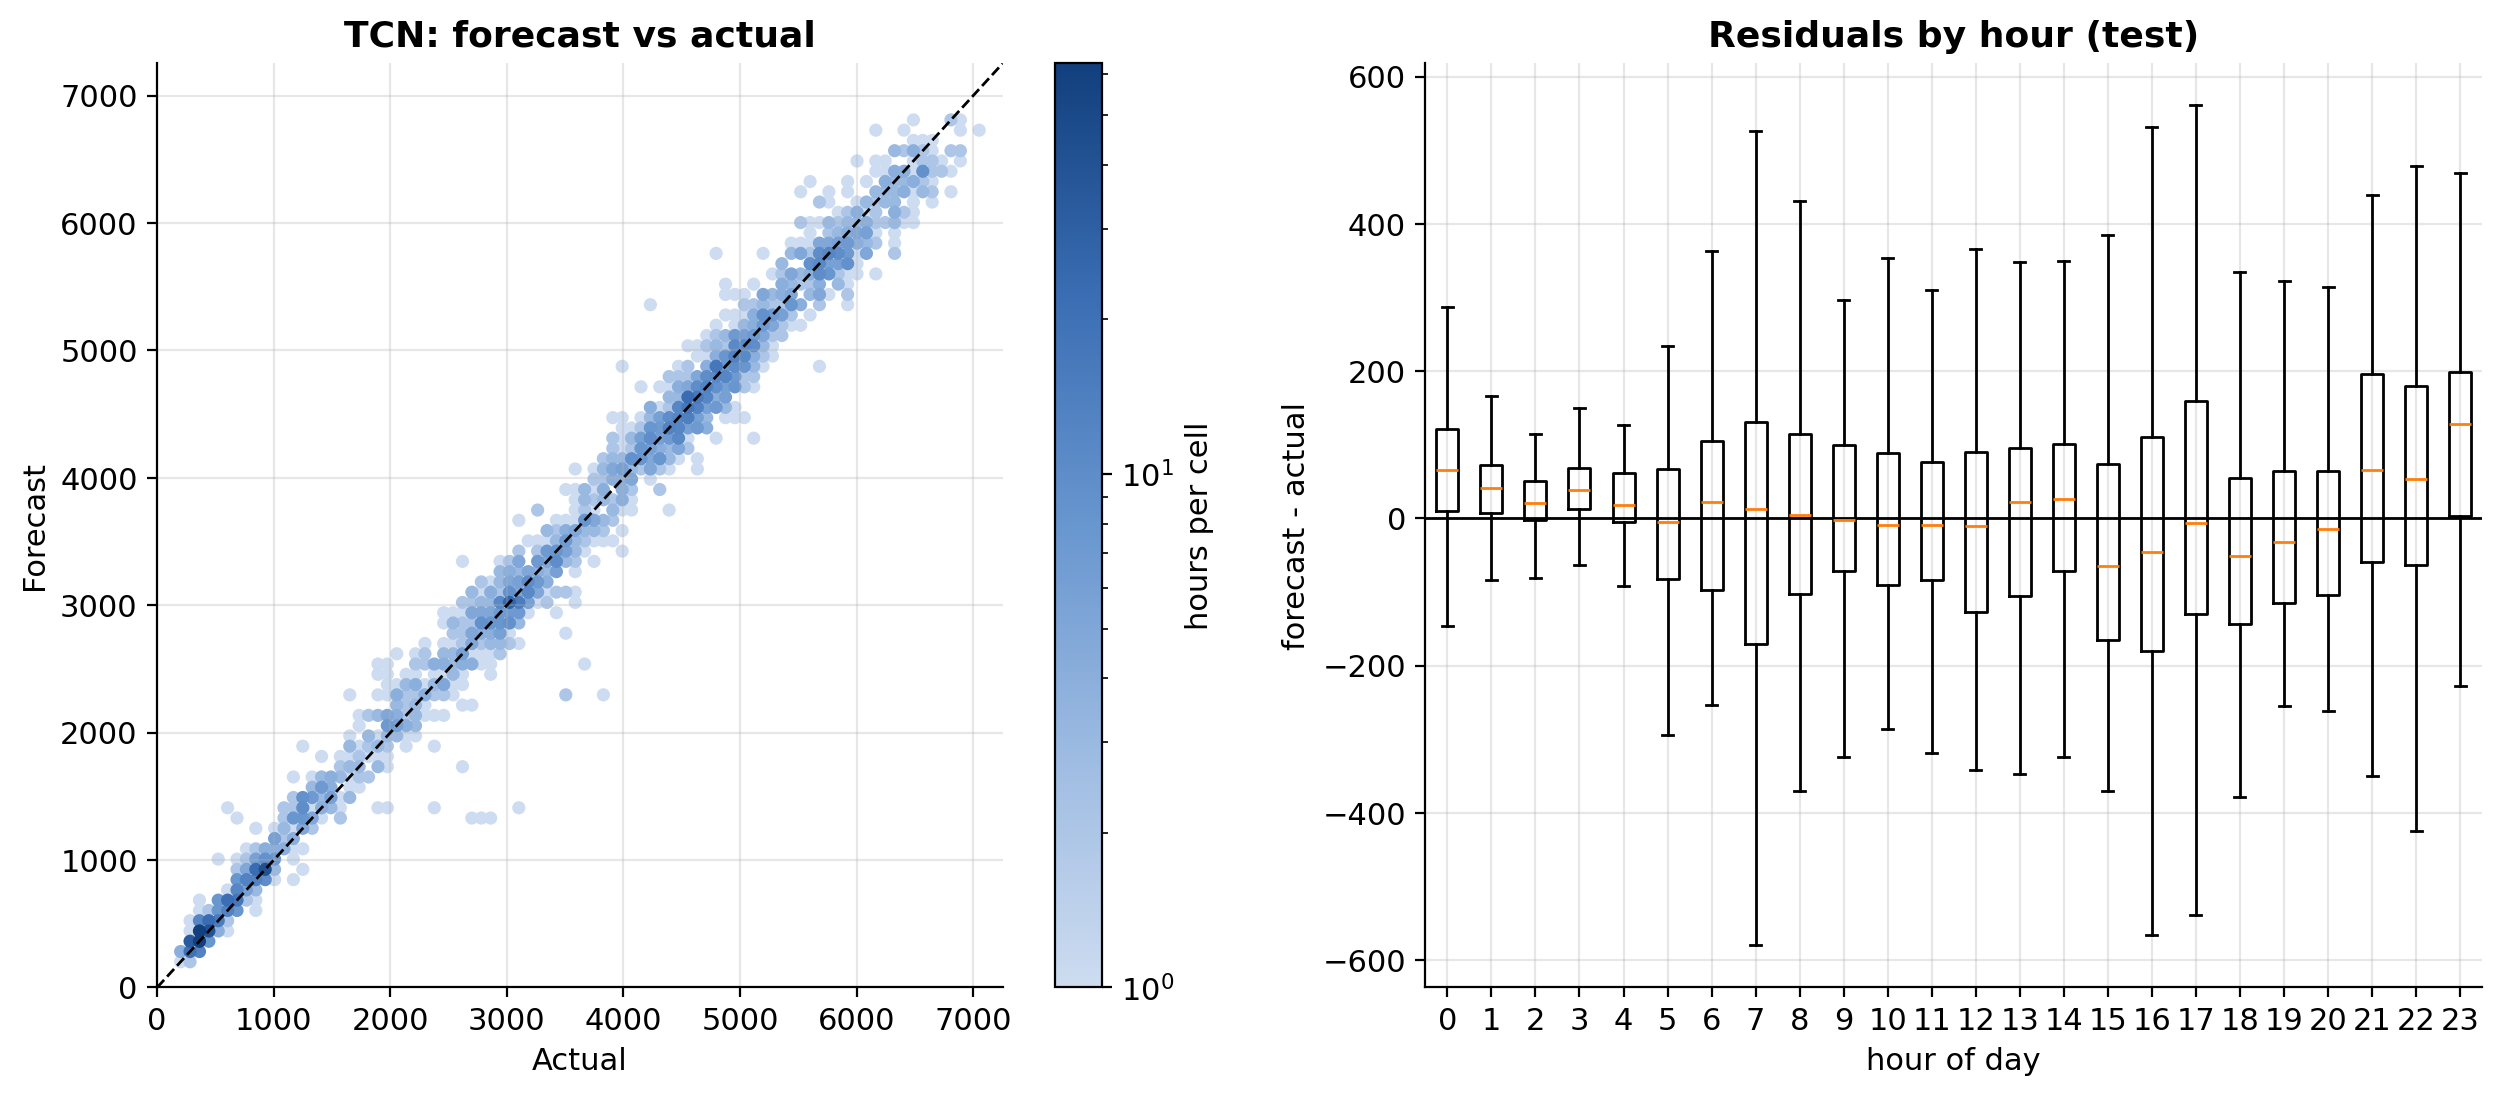 TCN: forecast vs actual
Forecast
7000
6000
5000
4000
3000
2000
1000
0
0 1000 2000 3000 4000 5000 6000 7000
Actual
10¹
10⁰
hours per cell
Residuals by hour (test)
forecast - actual
600
400
200
0
−200
−400
−600
0 1 2 3 4 5 6 7 8 9 10 11 12 13 14 15 16 17 18 19 20 21 22 23
hour of day